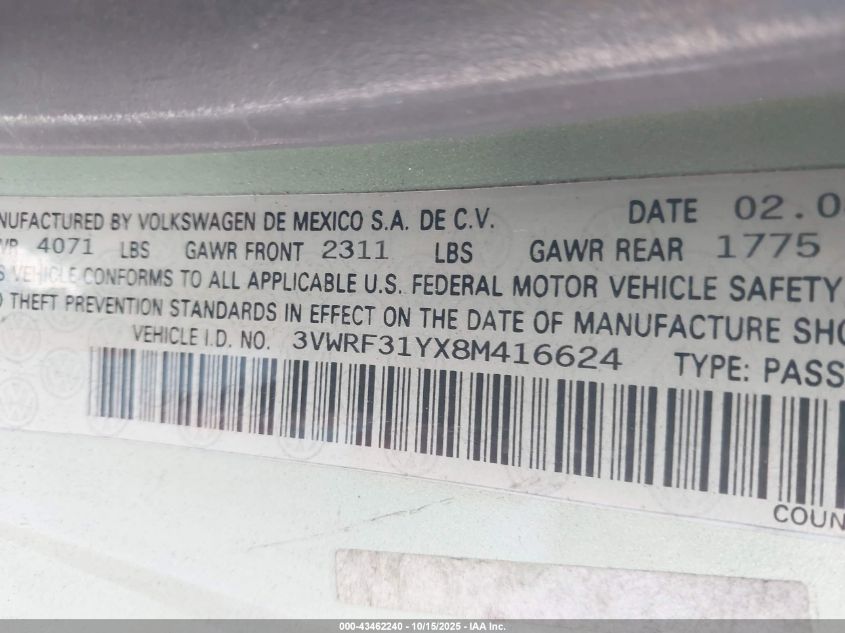 NUFACTURED BY VOLKSWAGEN DE MEXICO S.A. DE C.V. DATE 02.0
WR 4071 LBS GAWR FRONT 2311 LBS GAWR REAR 1775
S VEHICLE CONFORMS TO ALL APPLICABLE U.S. FEDERAL MOTOR VEHICLE SAFETY
D THEFT PREVENTION STANDARDS IN EFFECT ON THE DATE OF MANUFACTURE SHO
VEHICLE I.D. NO. 3VWRF31YX8M416624 TYPE: PASS
COUN
000-43462240 - 10/15/2025 - IAA Inc.